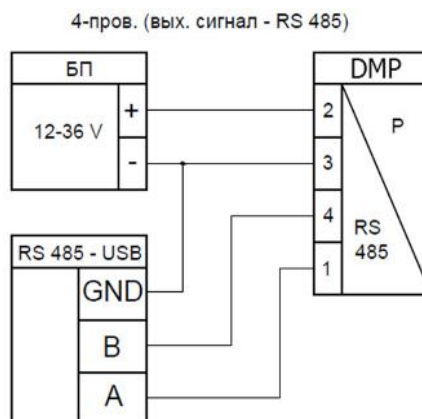 4-пров. (вых. сигнал - RS 485)
БП
12-36 V
+
-
DMP
2
3
4
1
P
RS
485
RS 485 - USB
GND
B
A